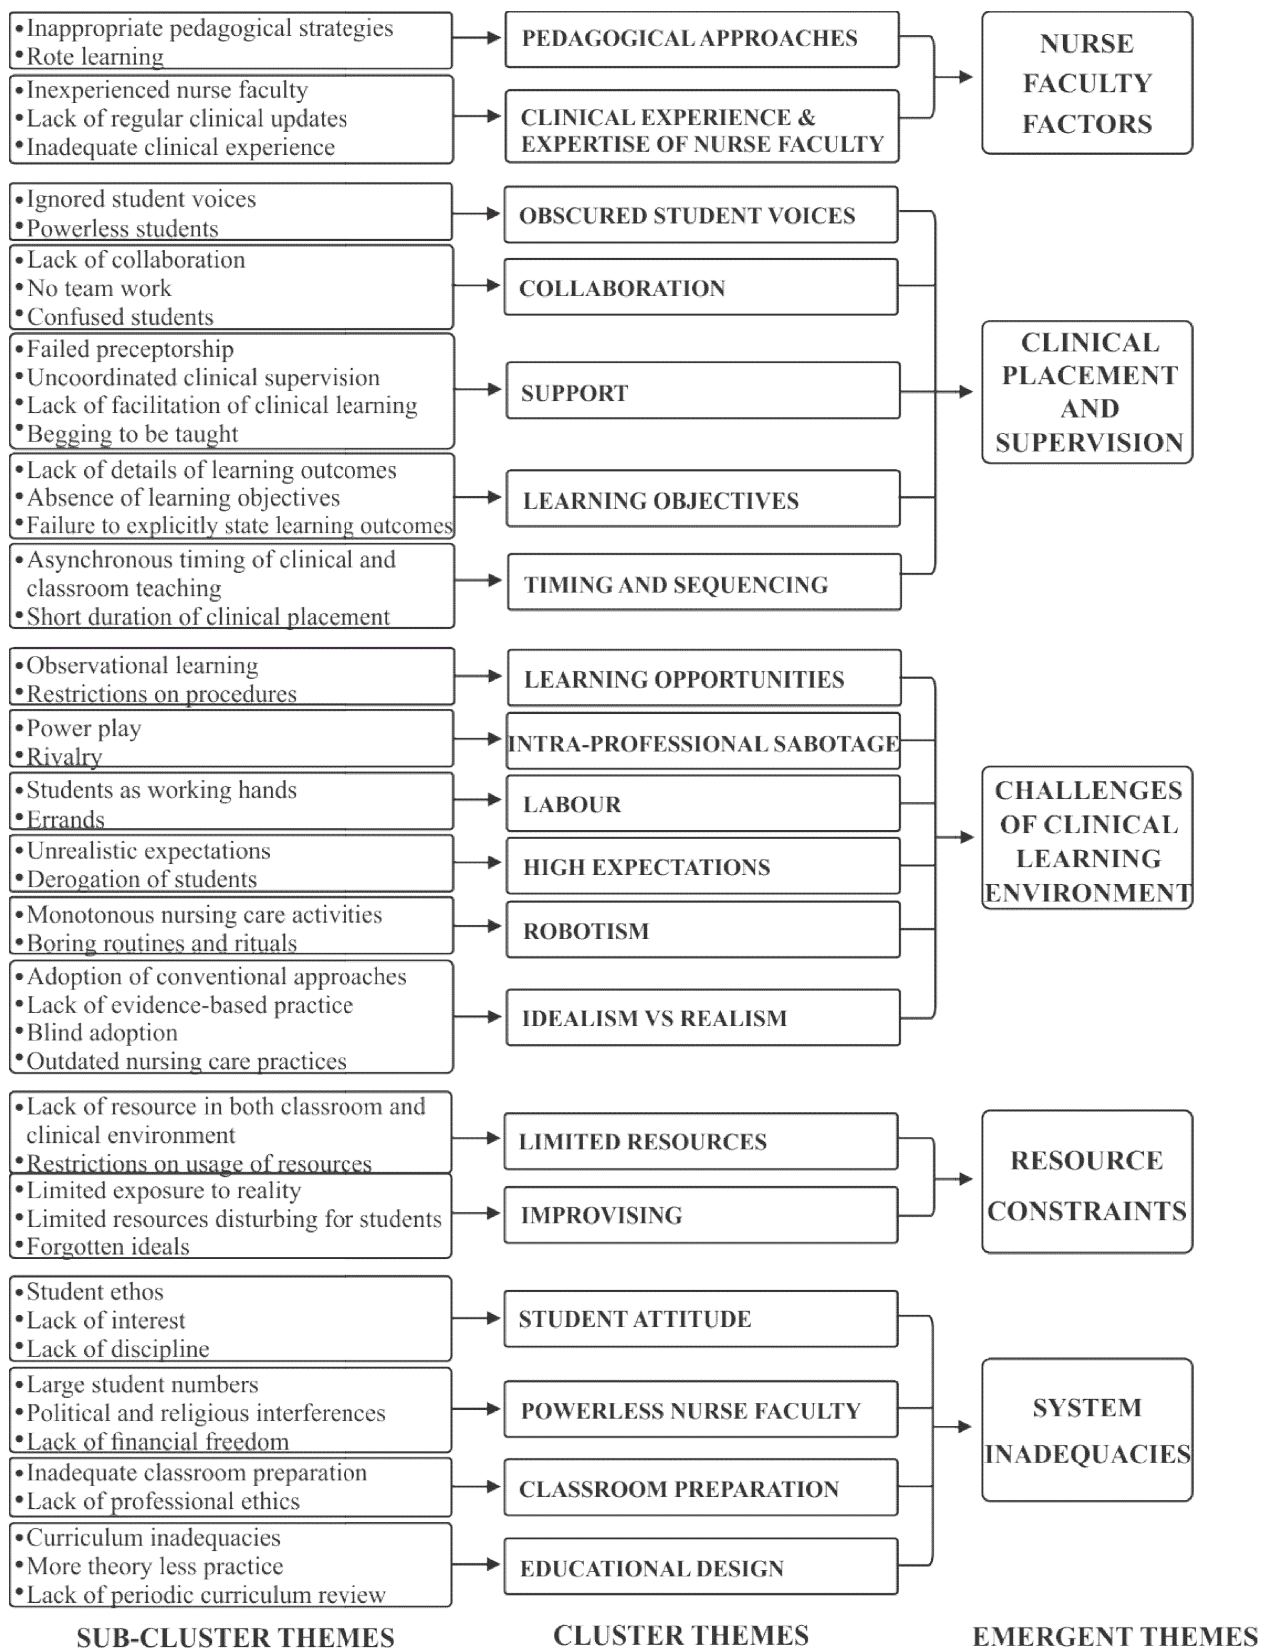 • Inappropriate pedagogical strategies
• Rote learning
PEDAGOGICAL APPROACHES
• Inexperienced nurse faculty
• Lack of regular clinical updates
• Inadequate clinical experience
CLINICAL EXPERIENCE &
EXPERTISE OF NURSE FACULTY
NURSE
FACULTY
FACTORS
• Ignored student voices
• Powerless students
OBSCURED STUDENT VOICES
• Lack of collaboration
• No team work
• Confused students
COLLABORATION
• Failed preceptorship
• Uncoordinated clinical supervision
• Lack of facilitation of clinical learning
• Begging to be taught
SUPPORT
• Lack of details of learning outcomes
• Absence of learning objectives
• Failure to explicitly state learning outcomes
LEARNING OBJECTIVES
• Asynchronous timing of clinical and
classroom teaching
• Short duration of clinical placement
TIMING AND SEQUENCING
CLINICAL
PLACEMENT
AND
SUPERVISION
• Observational learning
• Restrictions on procedures
LEARNING OPPORTUNITIES
• Power play
• Rivalry
INTRA-PROFESSIONAL SABOTAGE
• Students as working hands
• Errands
LABOUR
• Unrealistic expectations
• Derogation of students
HIGH EXPECTATIONS
• Monotonous nursing care activities
• Boring routines and rituals
ROBOTISM
• Adoption of conventional approaches
• Lack of evidence-based practice
• Blind adoption
• Outdated nursing care practices
IDEALISM VS REALISM
CHALLENGES
OF CLINICAL
LEARNING
ENVIRONMENT
• Lack of resource in both classroom and
clinical environment
• Restrictions on usage of resources
LIMITED RESOURCES
• Limited exposure to reality
• Limited resources disturbing for students
• Forgotten ideals
IMPROVISING
RESOURCE
CONSTRAINTS
• Student ethos
• Lack of interest
• Lack of discipline
STUDENT ATTITUDE
• Large student numbers
• Political and religious interferences
• Lack of financial freedom
POWERLESS NURSE FACULTY
• Inadequate classroom preparation
• Lack of professional ethics
CLASSROOM PREPARATION
• Curriculum inadequacies
• More theory less practice
• Lack of periodic curriculum review
EDUCATIONAL DESIGN
SYSTEM
INADEQUACIES
SUB-CLUSTER THEMES
CLUSTER THEMES
EMERGENT THEMES